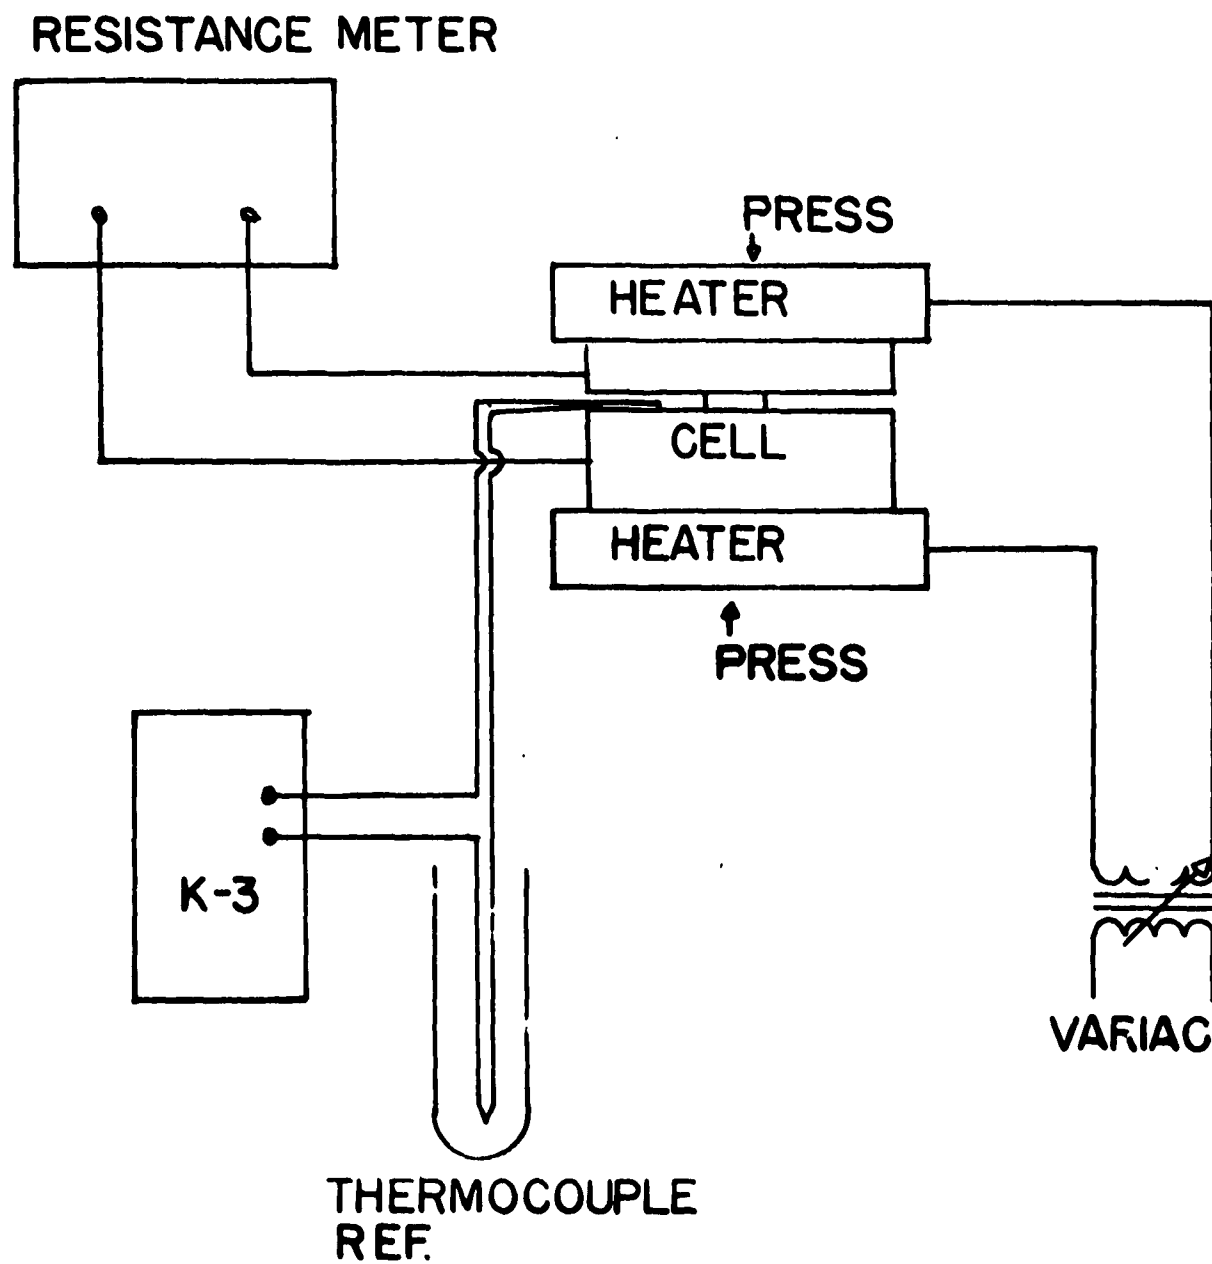 RESISTANCE METER
PRESS
HEATER
CELL
HEATER
PRESS
K-3
VARIAC
THERMOCOUPLE
REF.